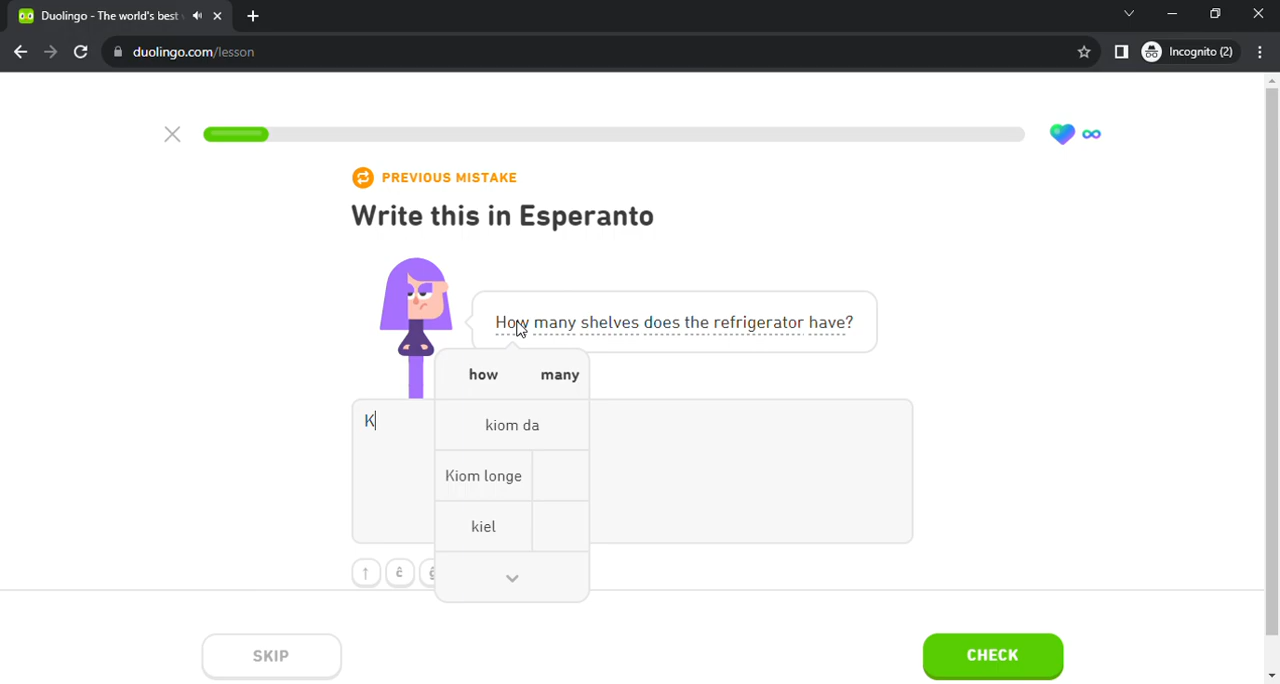 Duolingo - The world's best
duolingo.com/lesson
Incognito (2)
PREVIOUS MISTAKE
Write this in Esperanto
How many shelves does the refrigerator have?
how many
K
kiom da
Kiom longe
kiel
↑ ĉ
SKIP
CHECK